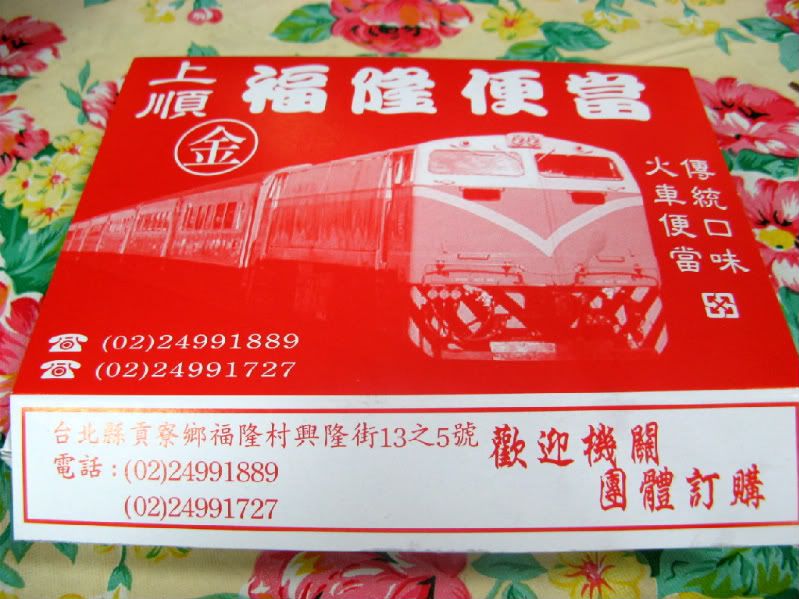 上順
金
福隆便當
傳統口味
火車便當
☎ (02)24991889
☎ (02)24991727
台北縣貢寮鄉福隆村興隆街13之5號
電話：(02)24991889
(02)24991727
歡迎機關
團體訂購